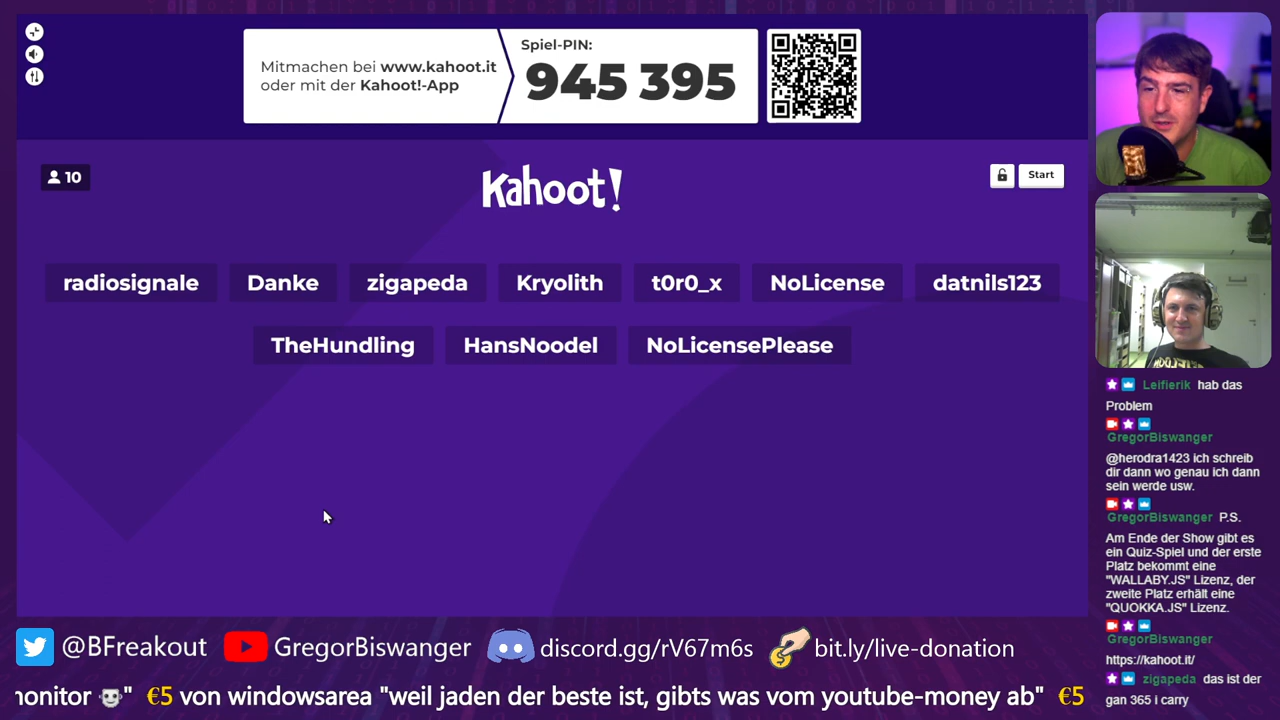 Mitmachen bei www.kahoot.it
oder mit der Kahoot!-App
Spiel-PIN:
945 395
10
Kahoot!
Start
radiosignale
Danke
zigapeda
Kryolith
t0r0_x
NoLicense
datnils123
TheHundling
HansNoodel
NoLicensePlease
Leifierik hab das
Problem
GregorBiswanger
@herodra1423 ich schreib
dir dann wo genau ich dann
sein werde usw.
GregorBiswanger P.S.
Am Ende der Show gibt es
ein Quiz-Spiel und der erste
Platz bekommt eine
"WALLABY.JS" Lizenz, der
zweite Platz erhält eine
"QUOKKA.JS" Lizenz.
GregorBiswanger
https://kahoot.it/
zigapeda das ist der
gan 365 i carry
@BFreakout
GregorBiswanger
discord.gg/rV67m6s
bit.ly/live-donation
nonitor " €5 von windowsarea "weil jaden der beste ist, gibts was vom youtube-money ab" €5